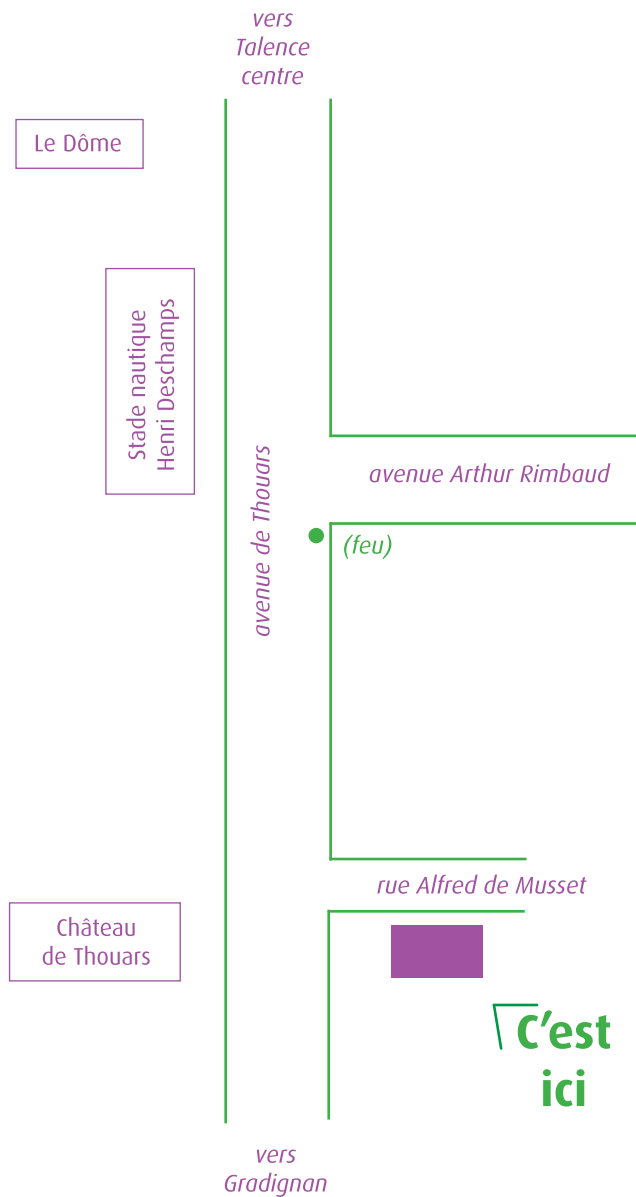 vers
Talence
centre
Le Dôme
Stade nautique
Henri Deschamps
avenue Arthur Rimbaud
avenue de Thouars
(feu)
rue Alfred de Musset
Château
de Thouars
C'est
ici
vers
Gradignan